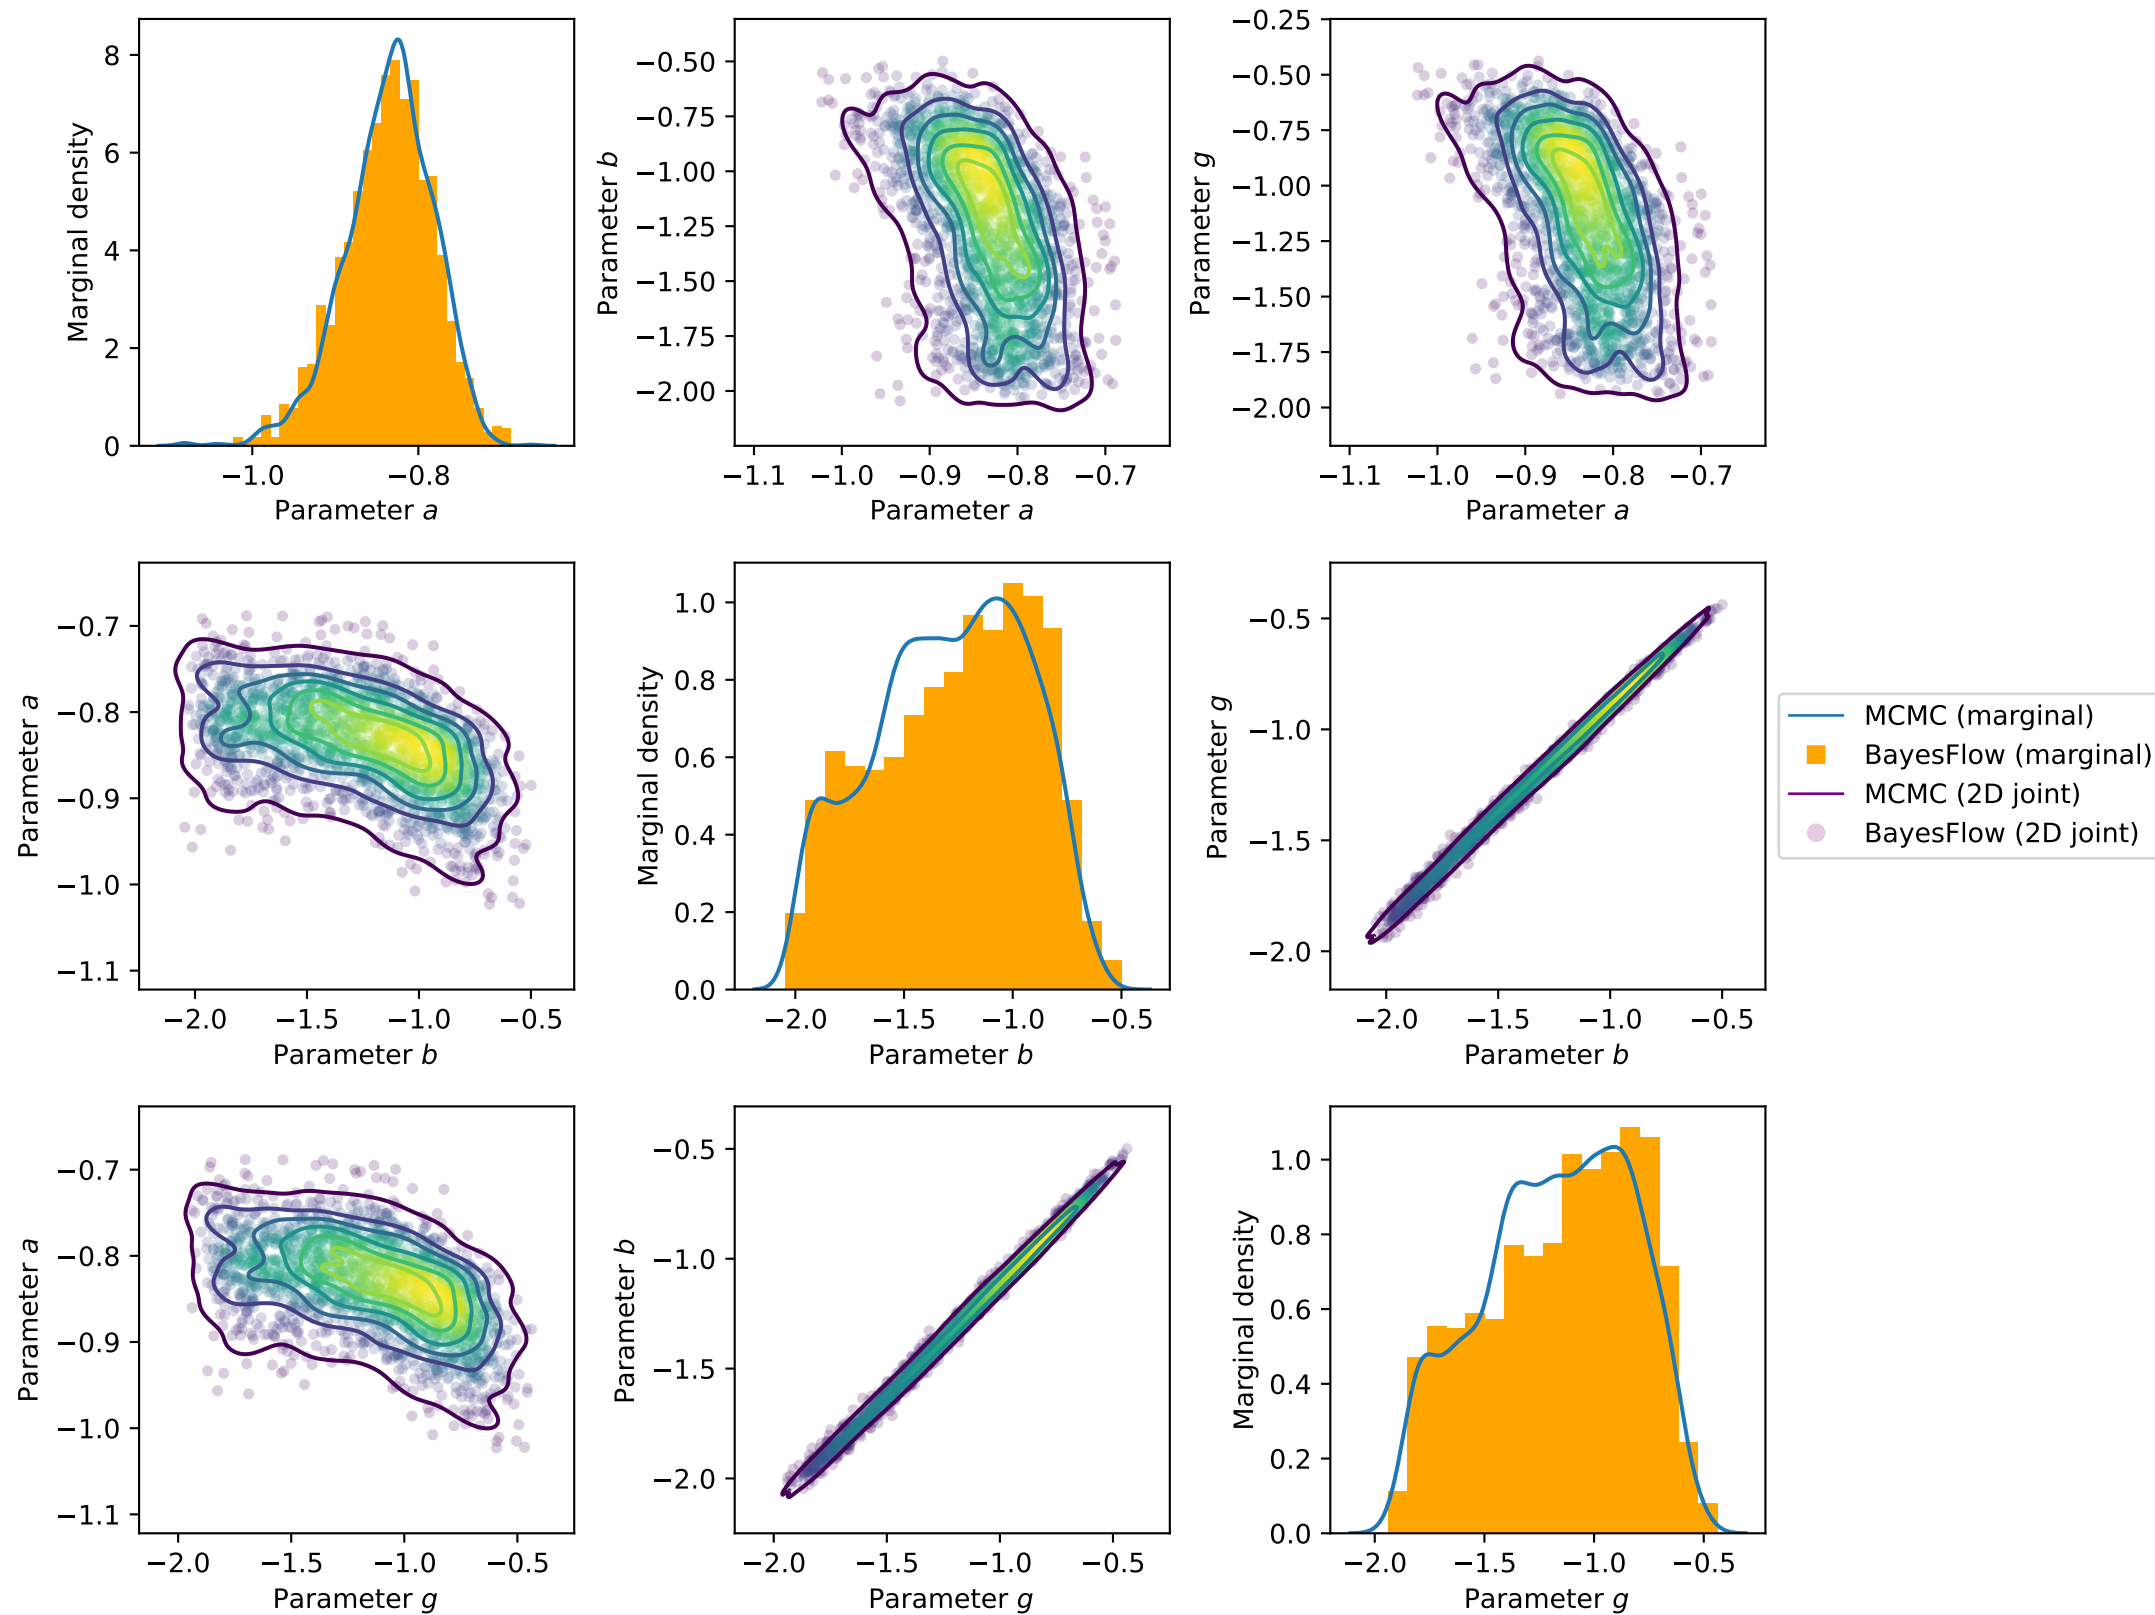 8
6
4
2
0
Marginal density
−1.0 −0.8
Parameter a
−0.50
−0.75
−1.00
−1.25
−1.50
−1.75
−2.00
Parameter b
−1.1 −1.0 −0.9 −0.8 −0.7
Parameter a
−0.25
−0.50
−0.75
−1.00
−1.25
−1.50
−1.75
−2.00
Parameter g
−1.1 −1.0 −0.9 −0.8 −0.7
Parameter a
−0.7
−0.8
−0.9
−1.0
−1.1
Parameter a
−2.0 −1.5 −1.0 −0.5
Parameter b
1.0
0.8
0.6
0.4
0.2
0.0
Marginal density
−2.0 −1.5 −1.0 −0.5
Parameter b
−0.5
−1.0
−1.5
−2.0
Parameter g
−2.0 −1.5 −1.0 −0.5
Parameter b
MCMC (marginal)
BayesFlow (marginal)
MCMC (2D joint)
BayesFlow (2D joint)
−0.7
−0.8
−0.9
−1.0
−1.1
Parameter a
−2.0 −1.5 −1.0 −0.5
Parameter g
−0.5
−1.0
−1.5
−2.0
Parameter b
−2.0 −1.5 −1.0 −0.5
Parameter g
1.0
0.8
0.6
0.4
0.2
0.0
Marginal density
−2.0 −1.5 −1.0 −0.5
Parameter g